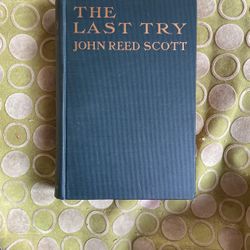 THE
LAST TRY
JOHN REED SCOTT